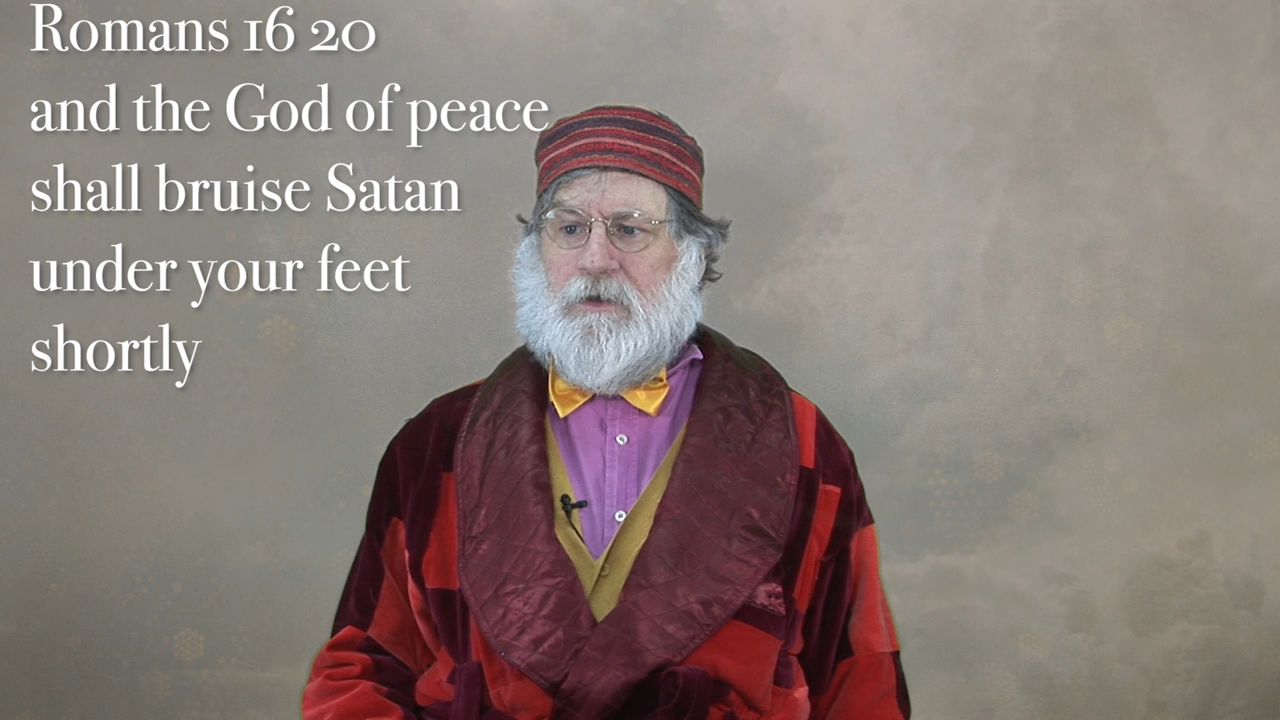 Romans 16 20
and the God of peace
shall bruise Satan
under your feet
shortly